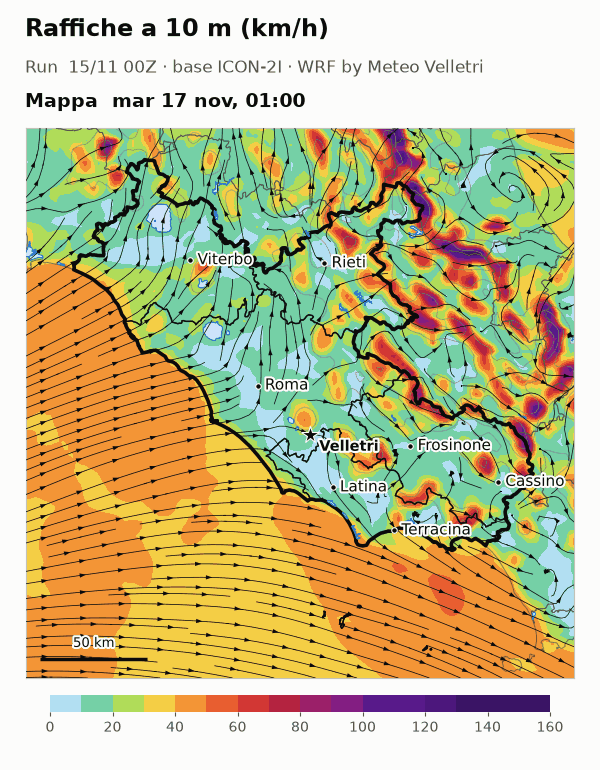 Raffiche a 10 m (km/h)
Run  15/11 00Z · base ICON-2I · WRF by Meteo Velletri
Mappa  mar 17 nov, 01:00
Viterbo
Rieti
Roma
Velletri
Frosinone
Latina
Cassino
Terracina
50 km
0 20 40 60 80 100 120 140 160